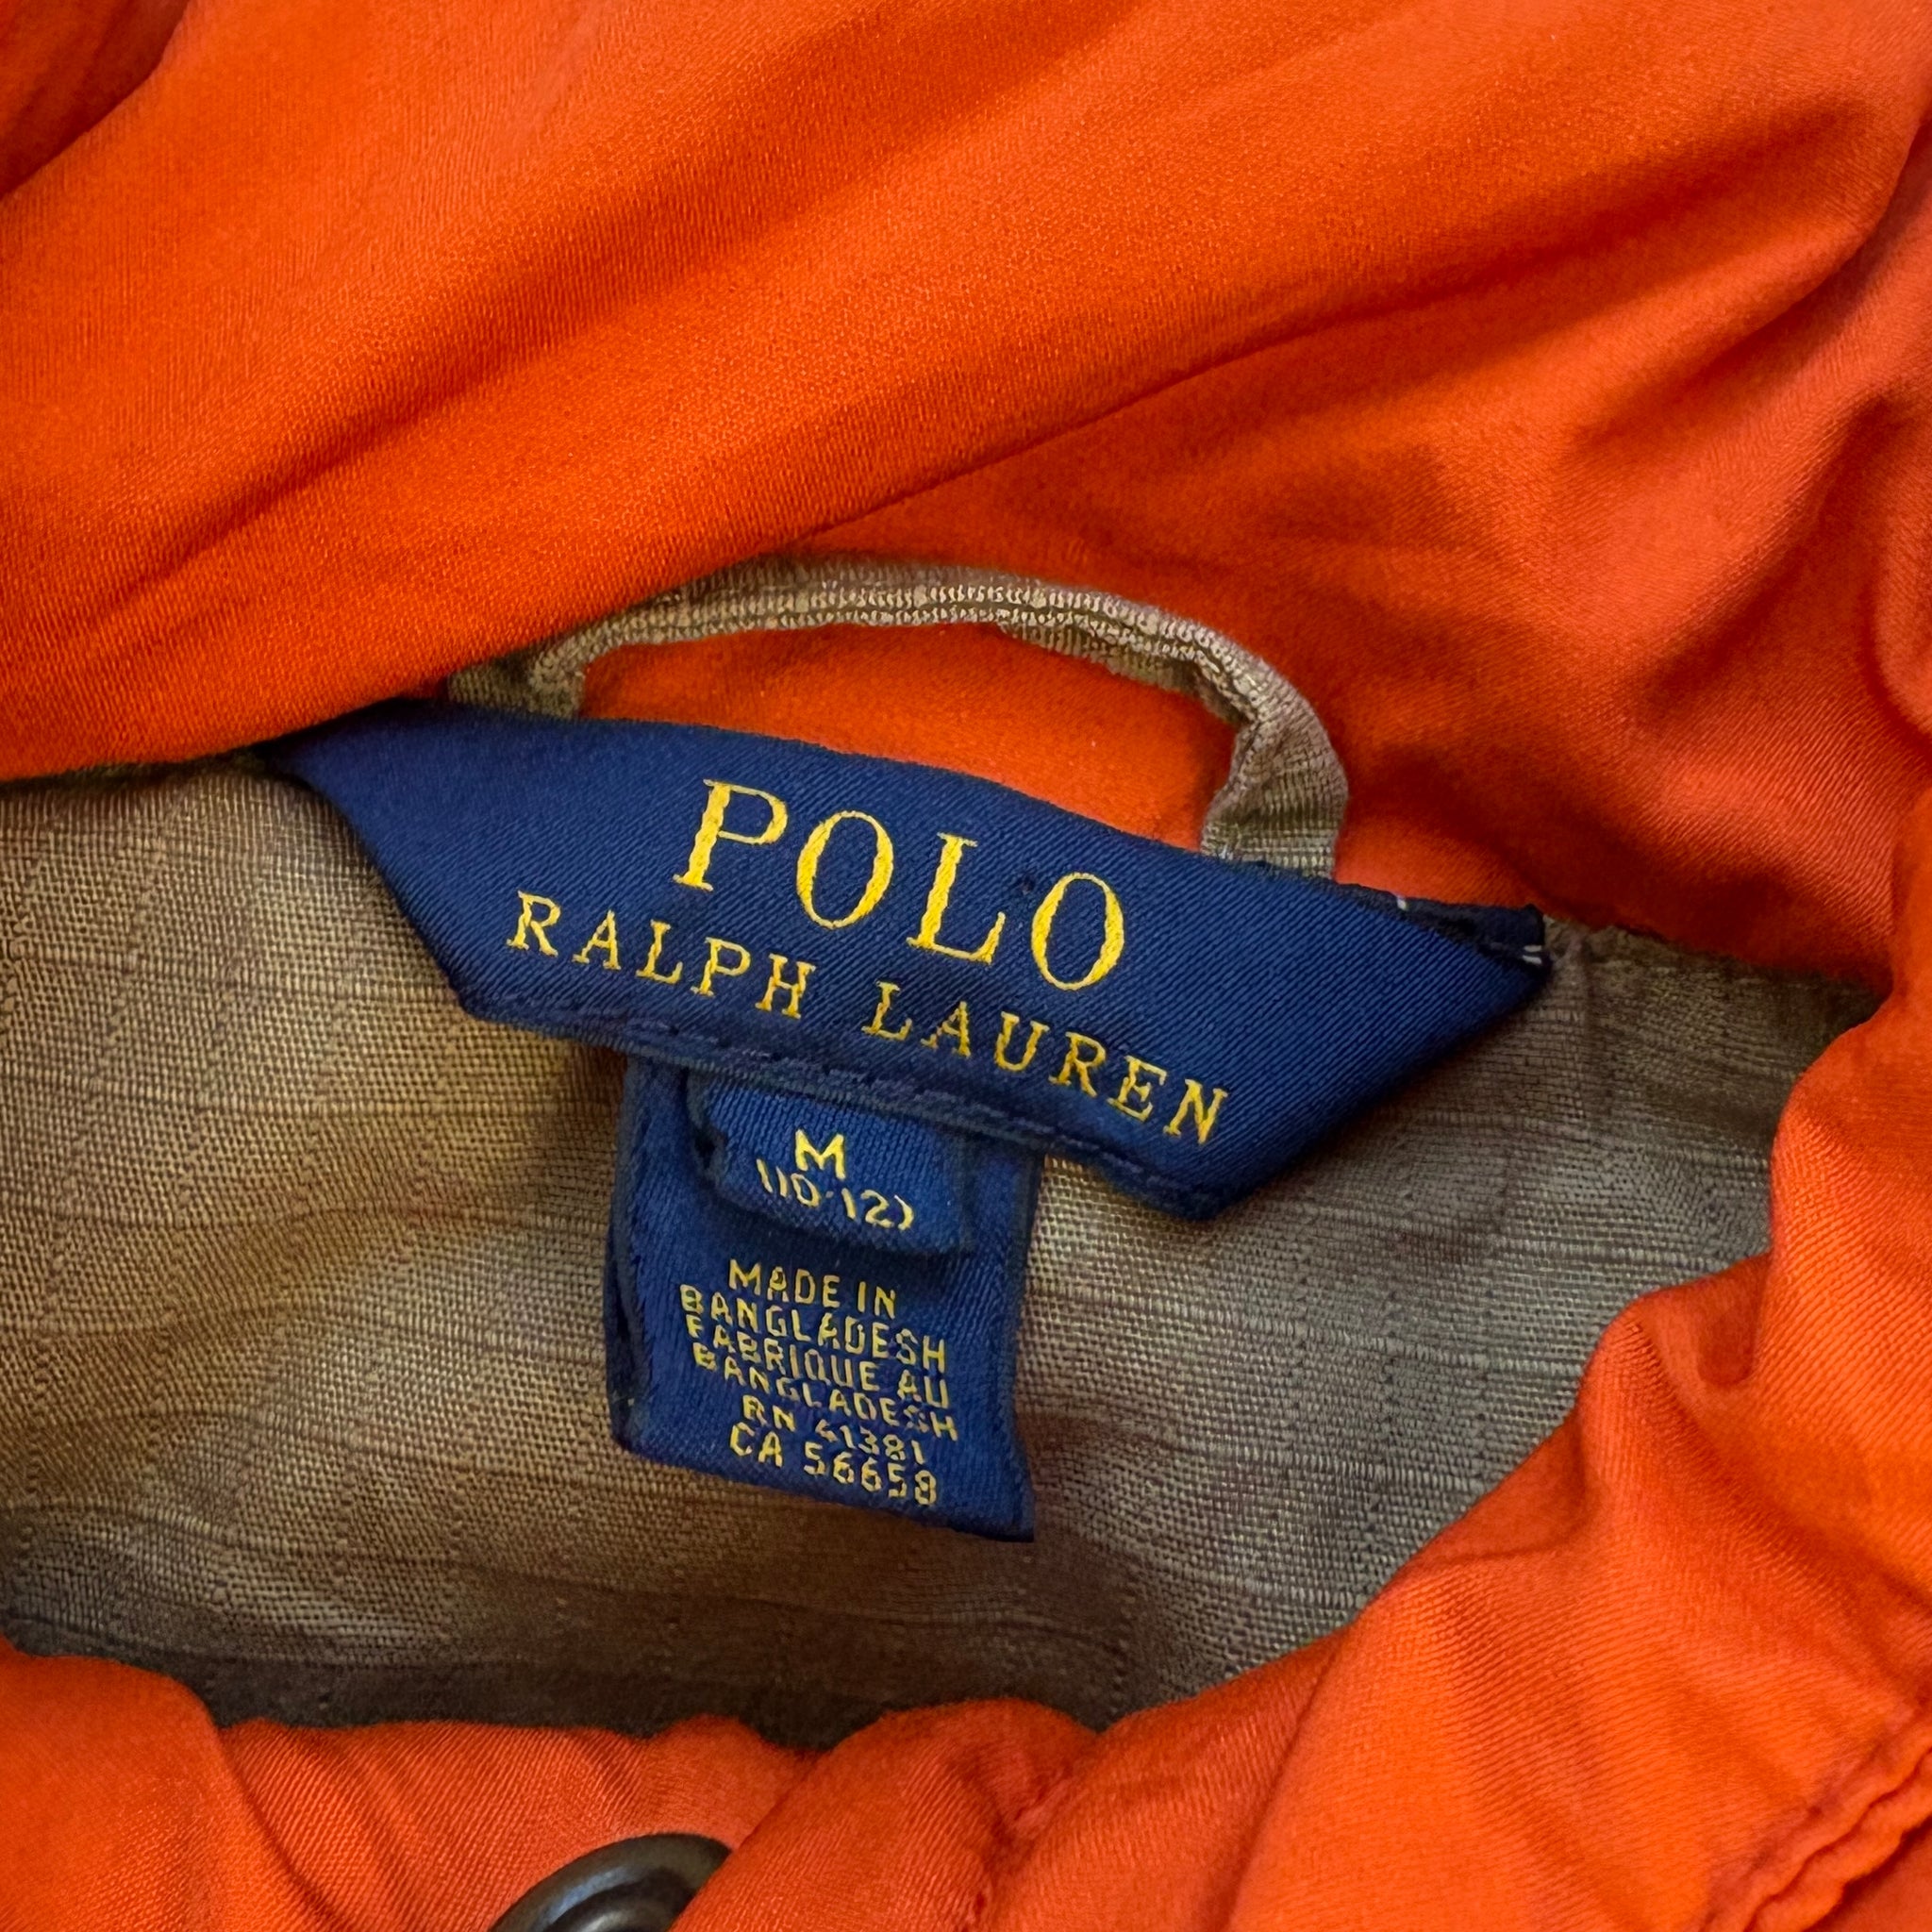 POLO
RALPH LAUREN
M
(10-12)
MADE IN
BANGLADESH
FABRIQUE AU
BANGLADESH
RN 41381
CA 56658